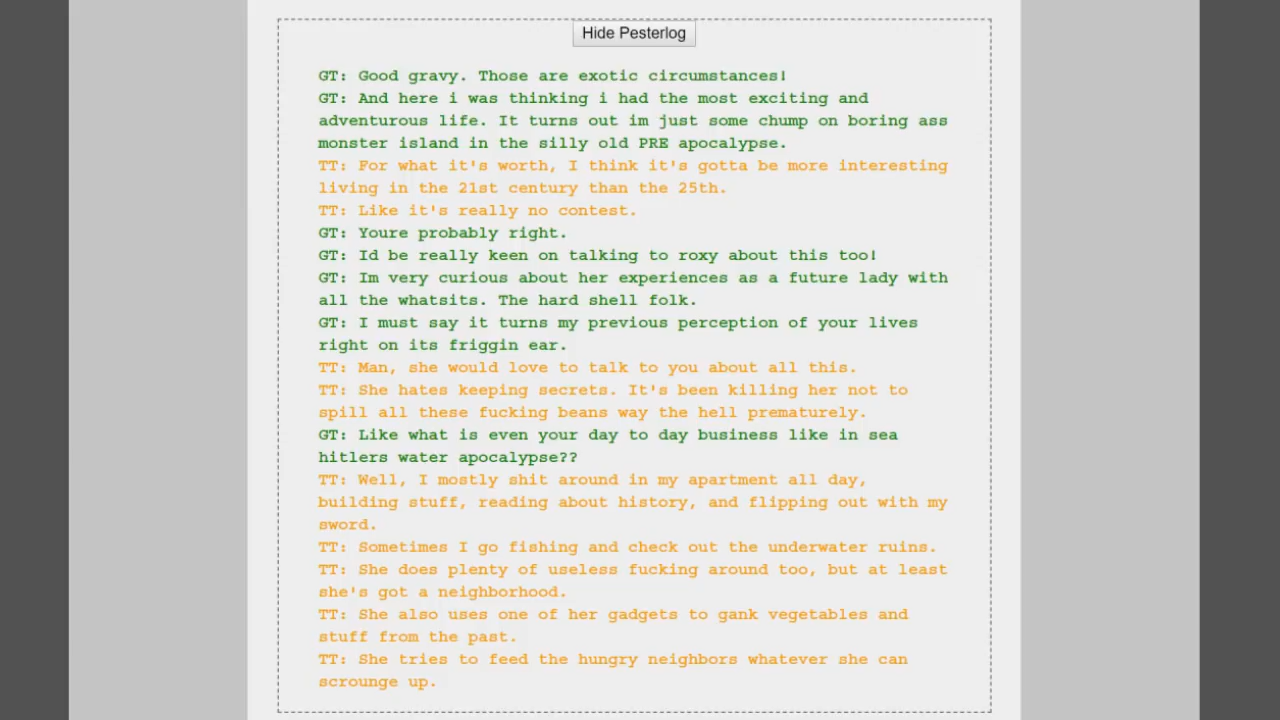 Hide Pesterlog
GT: Good gravy. Those are exotic circumstances!
GT: And here i was thinking i had the most exciting and
adventurous life. It turns out im just some chump on boring ass
monster island in the silly old PRE apocalypse.
TT: For what it's worth, I think it's gotta be more interesting
living in the 21st century than the 25th.
TT: Like it's really no contest.
GT: Youre probably right.
GT: Id be really keen on talking to roxy about this too!
GT: Im very curious about her experiences as a future lady with
all the whatsits. The hard shell folk.
GT: I must say it turns my previous perception of your lives
right on its friggin ear.
TT: Man, she would love to talk to you about all this.
TT: She hates keeping secrets. It's been killing her not to
spill all these fucking beans way the hell prematurely.
GT: Like what is even your day to day business like in sea
hitlers water apocalypse??
TT: Well, I mostly shit around in my apartment all day,
building stuff, reading about history, and flipping out with my
sword.
TT: Sometimes I go fishing and check out the underwater ruins.
TT: She does plenty of useless fucking around too, but at least
she's got a neighborhood.
TT: She also uses one of her gadgets to gank vegetables and
stuff from the past.
TT: She tries to feed the hungry neighbors whatever she can
scrounge up.